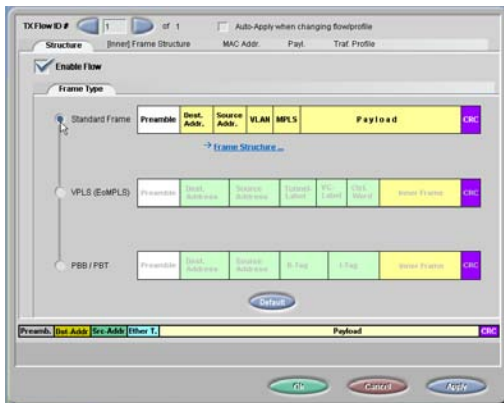 TX Flow ID # 1 of 1 Auto-Apply when changing flow/profile
Structure [Inner] Frame Structure MAC Addr. Payl. Traf. Profile
Enable Flow
Frame Type
Standard Frame Preamble Dest. Addr. Source Addr. VLAN MPLS Payload CRC
→ Frame Structure ...
VPLS (EoMPLS) Preamble Dest. Address Source Address Tunnel Label VC-Label Ctrl. Word Inner Frame CRC
PBB / PBT Preamble Dest. Address Source Address B-Tag I-Tag Inner Frame CRC
Default
Preamb. Dst-Addr Src-Addr Ether T. Payload CRC
Ok Cancel Apply